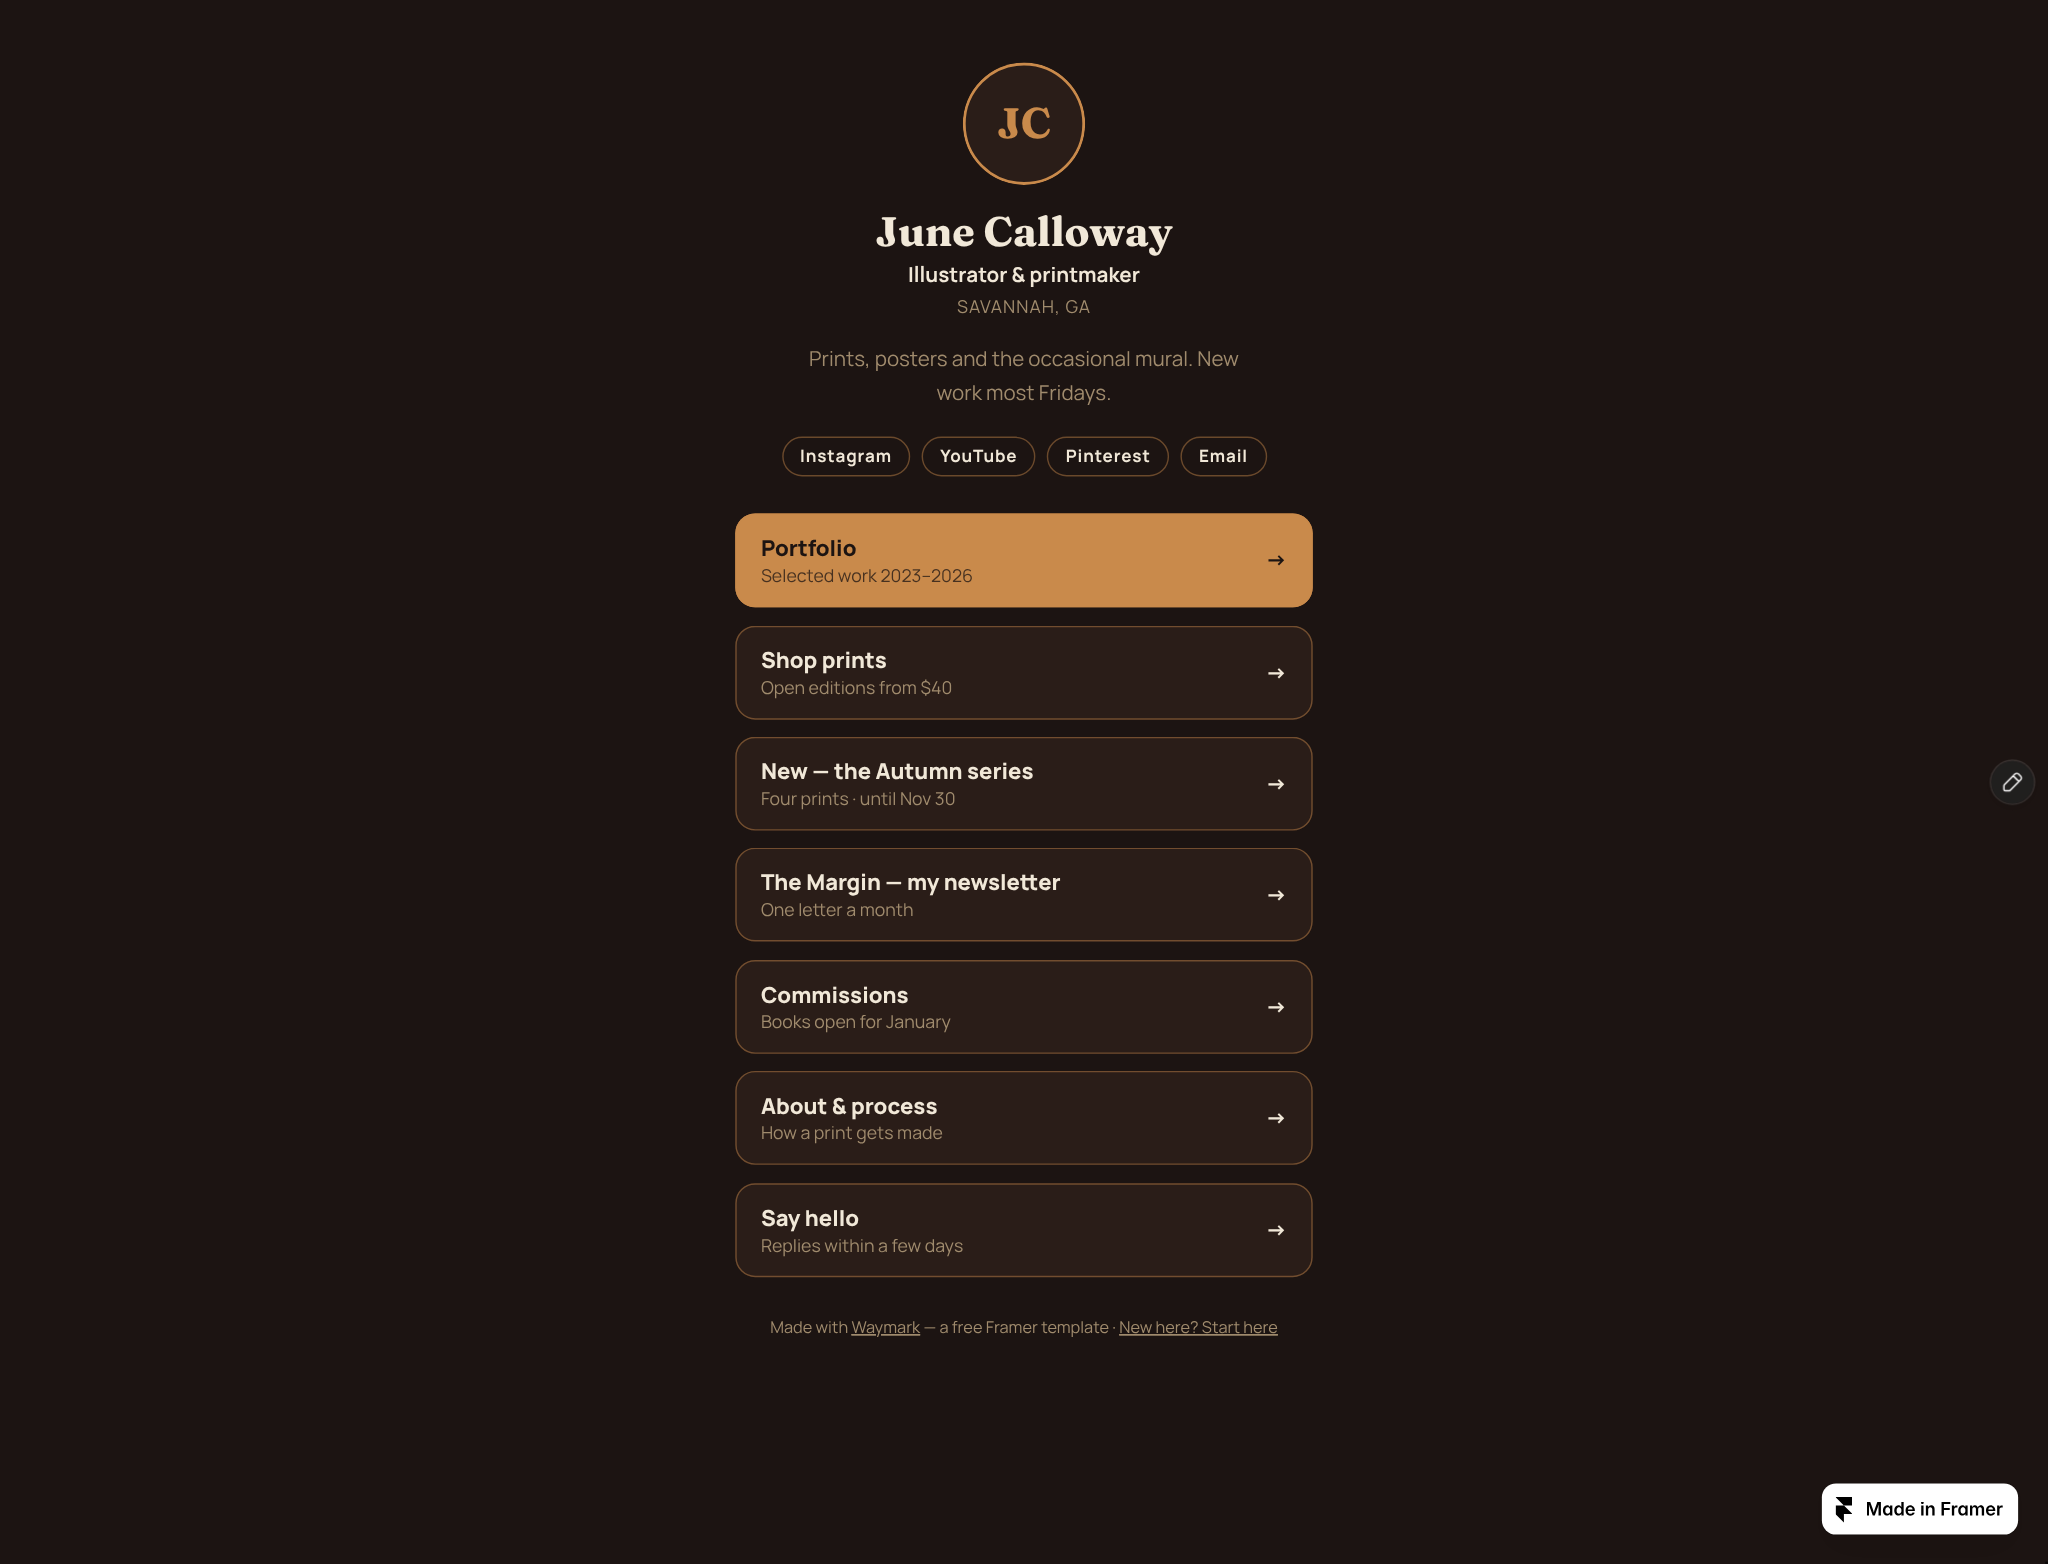 JC
June Calloway
Illustrator & printmaker
SAVANNAH, GA
Prints, posters and the occasional mural. New
work most Fridays.
Instagram YouTube Pinterest Email
Portfolio →
Selected work 2023–2026
Shop prints →
Open editions from $40
New — the Autumn series →
Four prints · until Nov 30
The Margin — my newsletter →
One letter a month
Commissions →
Books open for January
About & process →
How a print gets made
Say hello →
Replies within a few days
Made with Waymark — a free Framer template · New here? Start here
Made in Framer